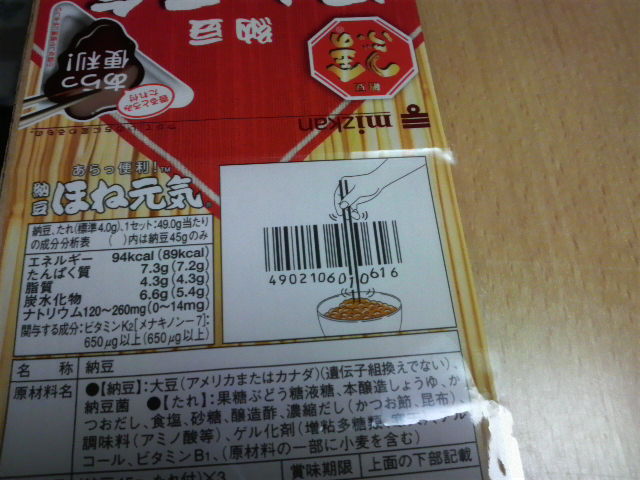 納豆
金のつぶ
あらっ便利!
香るとろみたれ付
mizkan
あらっ便利!™
納豆 ほね元気
納豆、たれ(標準4.0g)、1セット:49.0g当たり
の成分分析表 ( )内は納豆45gのみ
エネルギー 94kcal (89kcal)
たんぱく質 7.3g (7.2g)
脂質 4.3g (4.3g)
炭水化物 6.6g (5.4g)
ナトリウム120〜260mg(0〜14mg)
関与する成分:ビタミンK2[メナキノン−7]:
650μg以上(650μg以上)
4902106010616
名 称 納豆
原材料名 ●【納豆】:大豆(アメリカまたはカナダ)(遺伝子組換えでない)、
納豆菌 ●【たれ】:果糖ぶどう糖液糖、本醸造しょうゆ、か
つおだし、食塩、砂糖、醸造酢、濃縮だし(かつお節、昆布)、
調味料(アミノ酸等)、ゲル化剤(増粘多糖類)、
コール、ビタミンB1、(原材料の一部に小麦を含む)
賞味期限 上面の下部記載